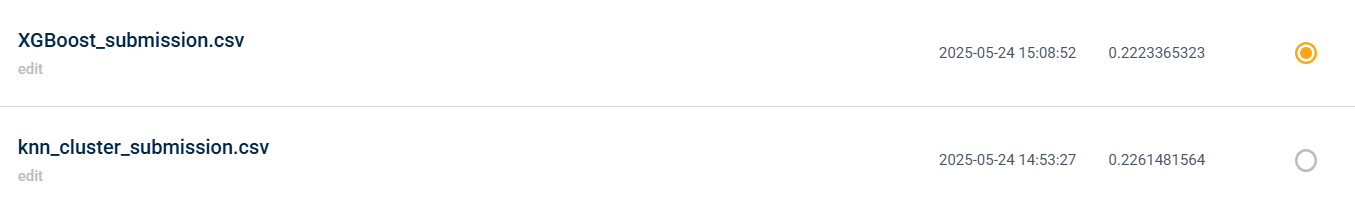 XGBoost_submission.csv
edit
2025-05-24 15:08:52 0.2223365323
knn_cluster_submission.csv
edit
2025-05-24 14:53:27 0.2261481564